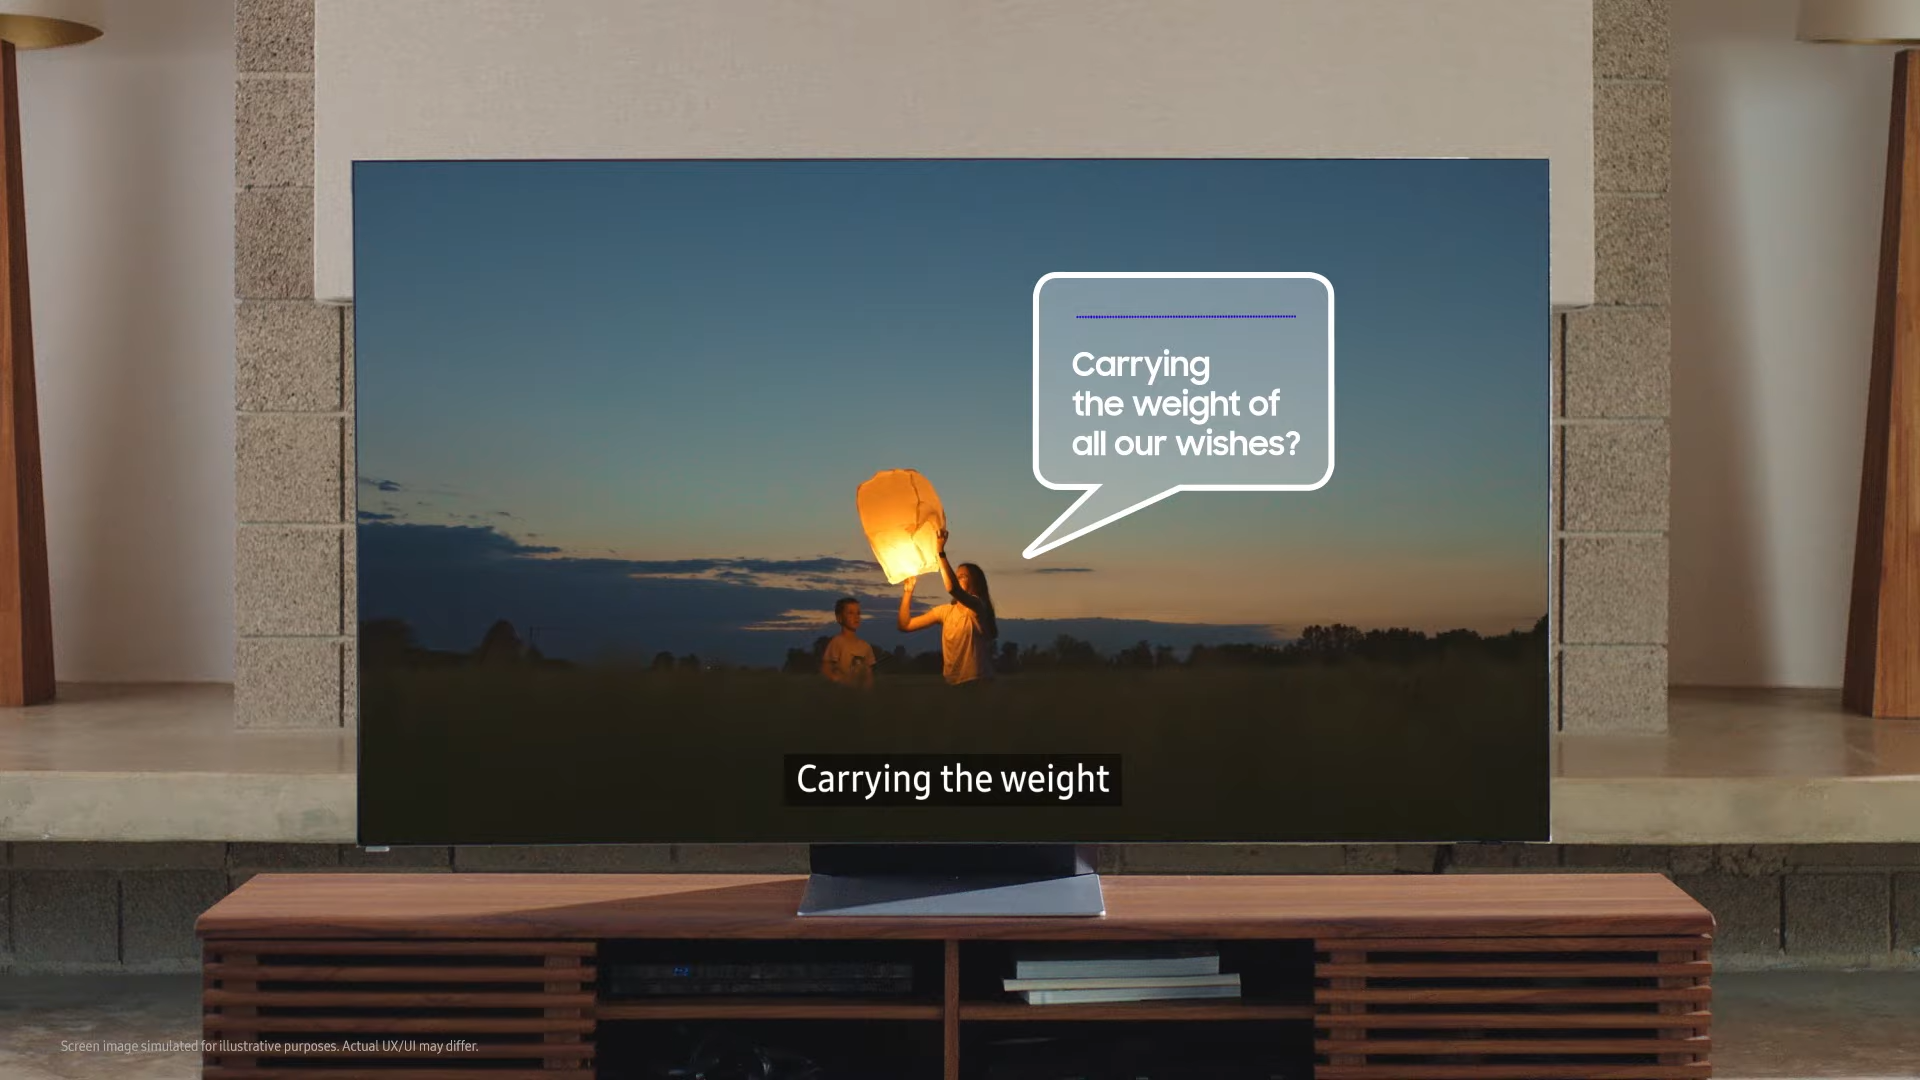 Carrying
the weight of
all our wishes?
Carrying the weight
Screen image simulated for illustrative purposes. Actual UX/UI may differ.